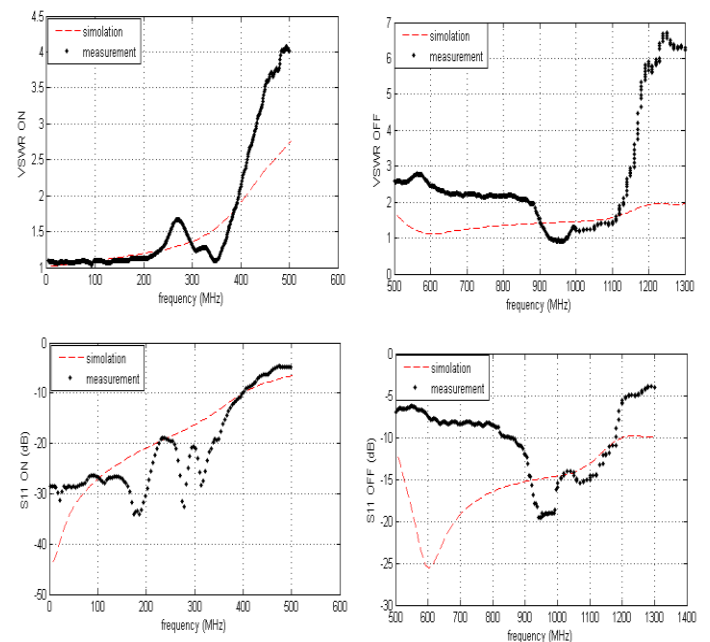 4.5
4
3.5
3
2.5
2
1.5
1
VSWR ON
simolation
measurement
0 100 200 300 400 500 600
frequency (MHz)
7
6
5
4
3
2
1
0
VSWR OFF
simolation
measurement
500 600 700 800 900 1000 1100 1200 1300
frequency (MHz)
0
-10
-20
-30
-40
-50
S11 ON (dB)
simolation
measurement
0 100 200 300 400 500 600
frequency (MHz)
0
-5
-10
-15
-20
-25
-30
S11 OFF (dB)
simolation
measurement
500 600 700 800 900 1000 1100 1200 1300 1400
frequency (MHz)